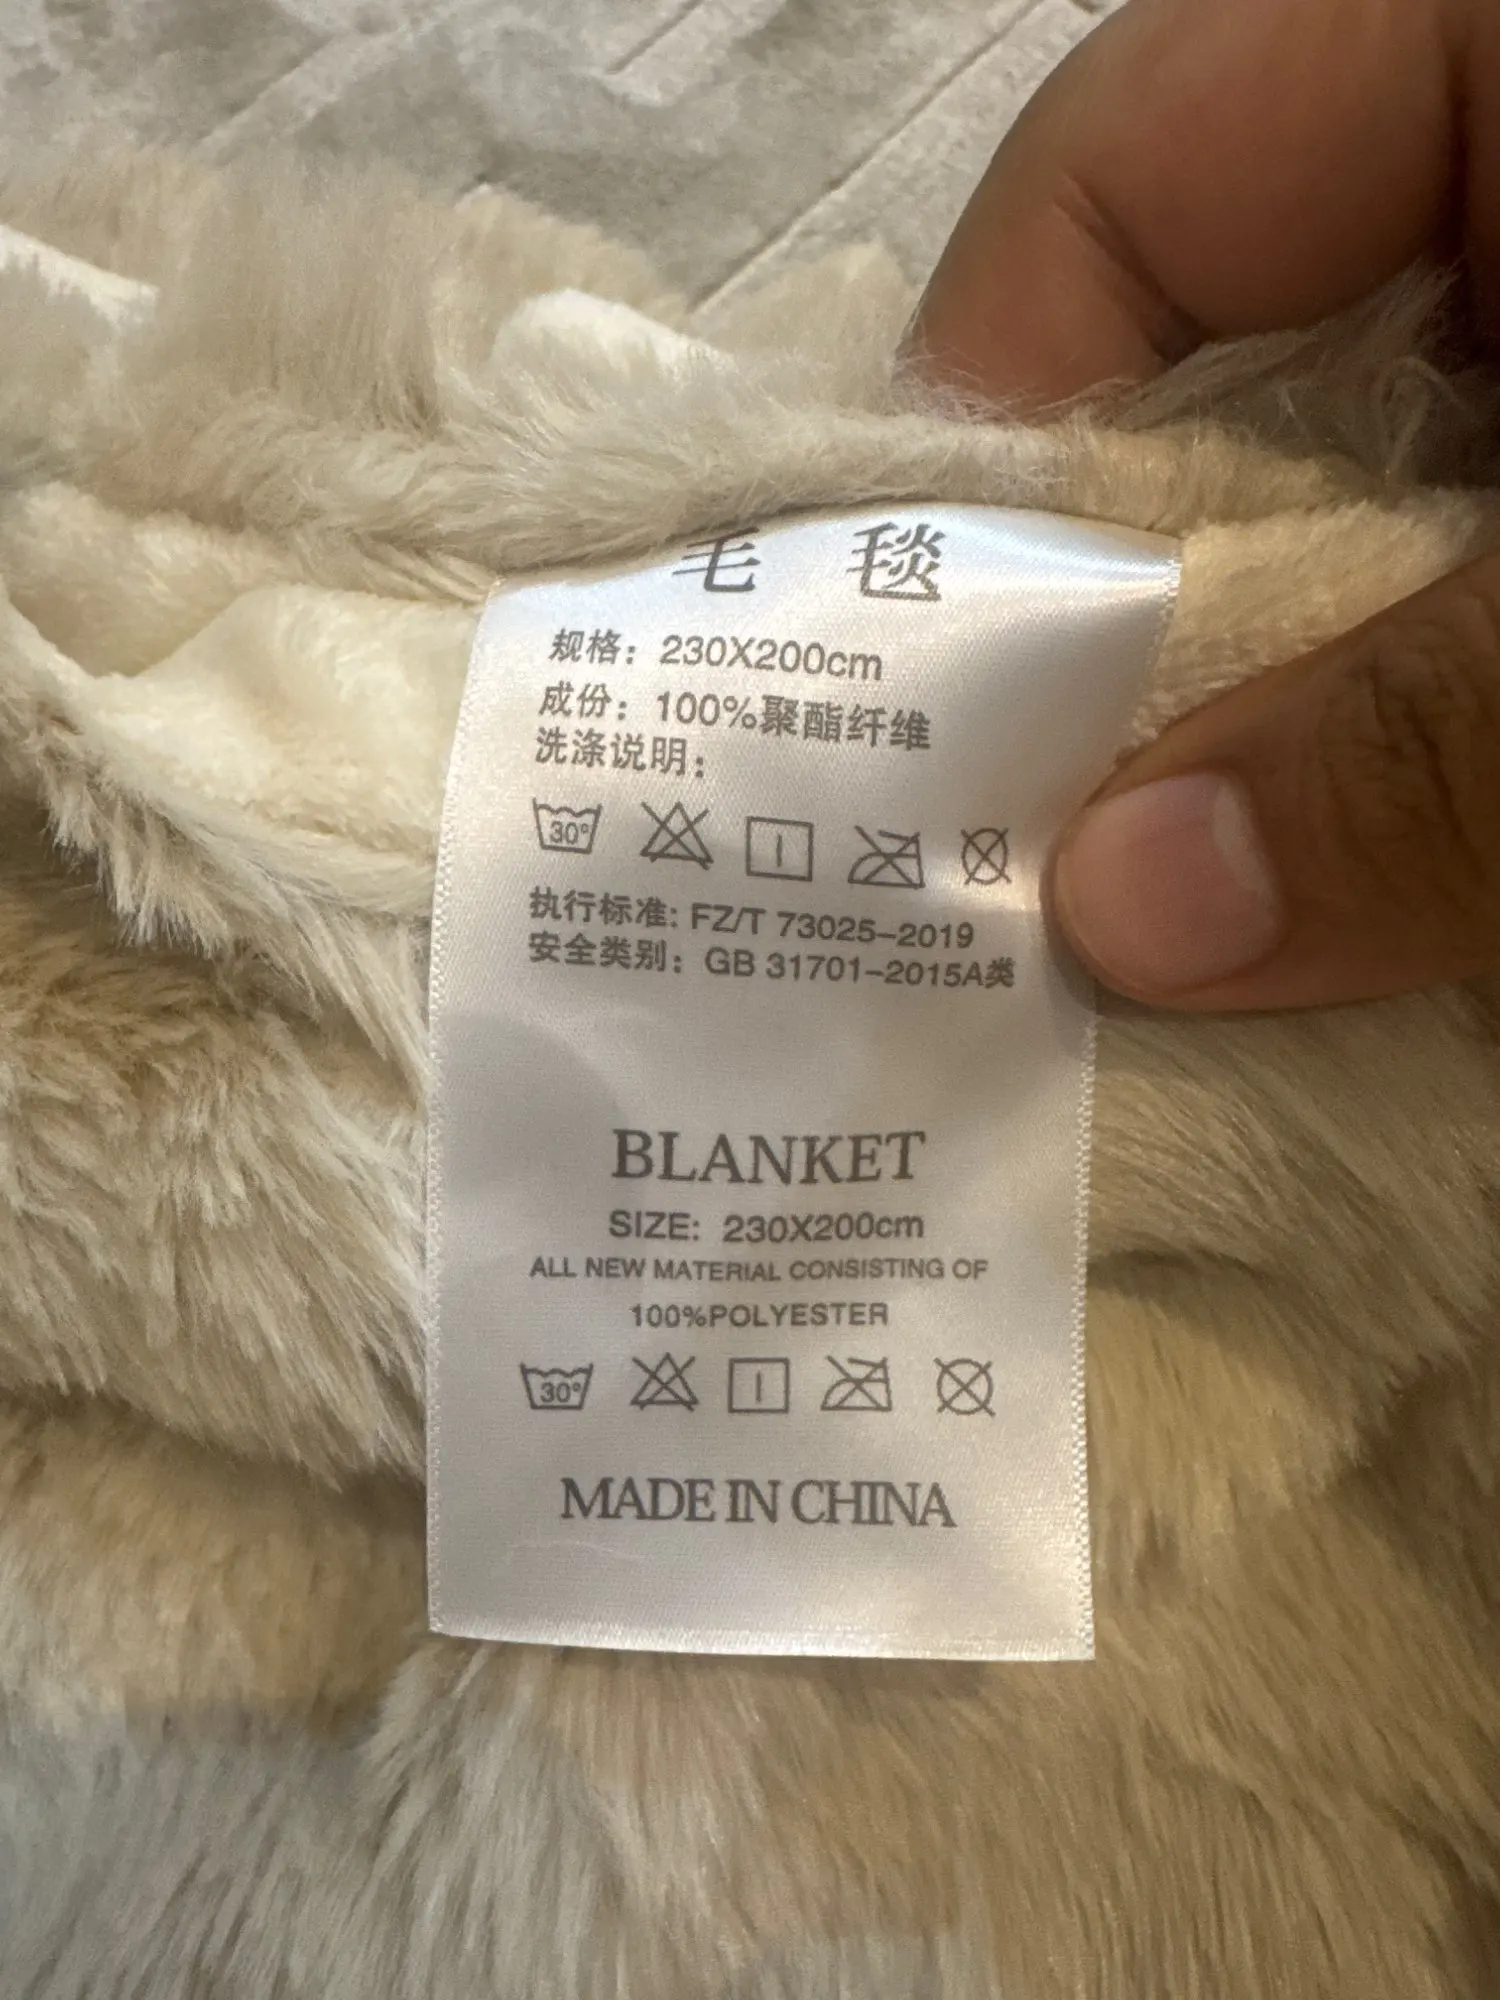 毛 毯
规格：230X200cm
成份：100%聚酯纤维
洗涤说明：
30°
执行标准: FZ/T 73025-2019
安全类别：GB 31701-2015A类
BLANKET
SIZE: 230X200cm
ALL NEW MATERIAL CONSISTING OF
100%POLYESTER
30°
MADE IN CHINA